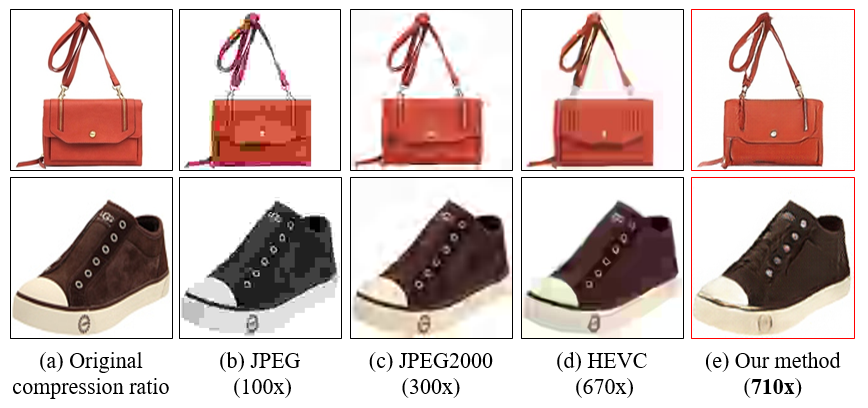 (a) Original
compression ratio
(b) JPEG
(100x)
(c) JPEG2000
(300x)
(d) HEVC
(670x)
(e) Our method
(710x)